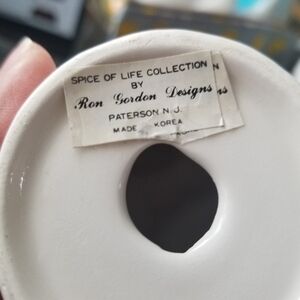 SPICE OF LIFE COLLECTION
BY
Ron Gordon Designs
PATERSON N.J.
MADE KOREA